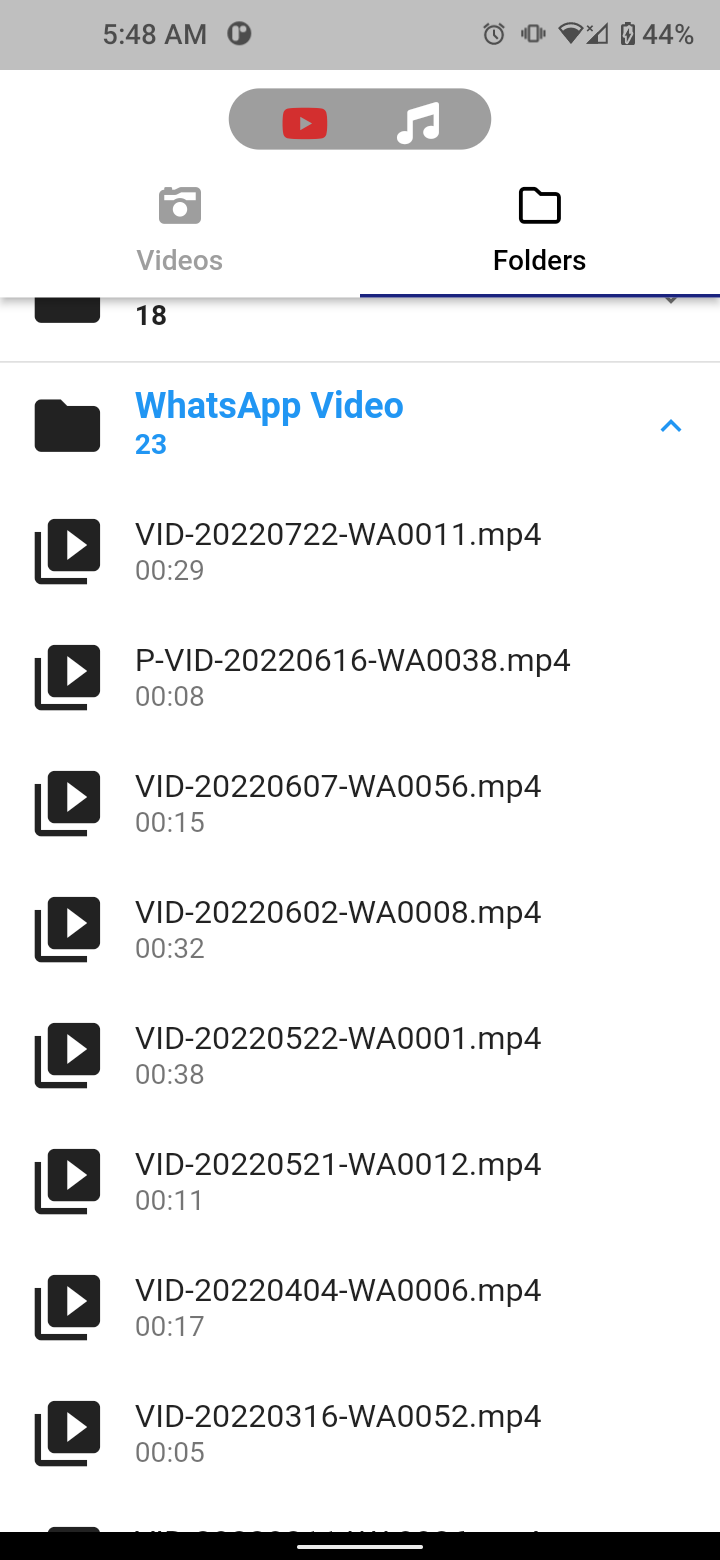 5:48 AM
44%
Videos
Folders
18
WhatsApp Video
23
VID-20220722-WA0011.mp4
00:29
P-VID-20220616-WA0038.mp4
00:08
VID-20220607-WA0056.mp4
00:15
VID-20220602-WA0008.mp4
00:32
VID-20220522-WA0001.mp4
00:38
VID-20220521-WA0012.mp4
00:11
VID-20220404-WA0006.mp4
00:17
VID-20220316-WA0052.mp4
00:05